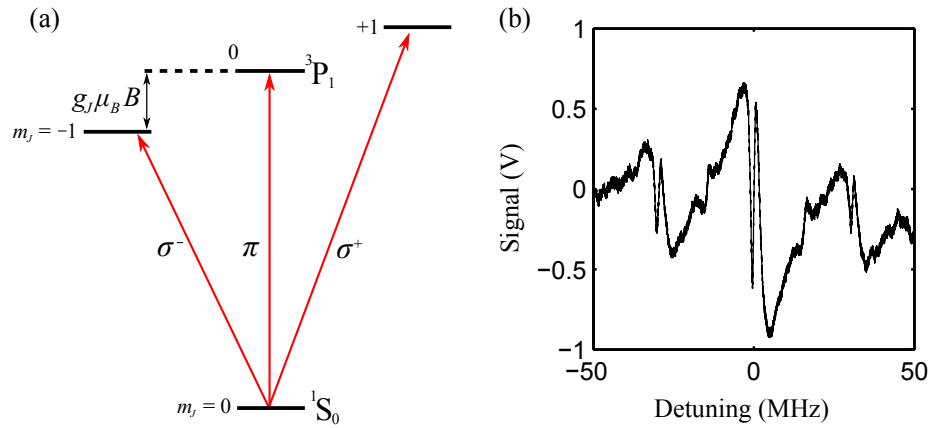 (a)
+1
0
³P₁
g_J μ_B B
m_J = −1
σ⁻
π
σ⁺
m_J = 0
¹S₀
(b)
1
0.5
0
−0.5
−1
−50
0
50
Signal (V)
Detuning (MHz)